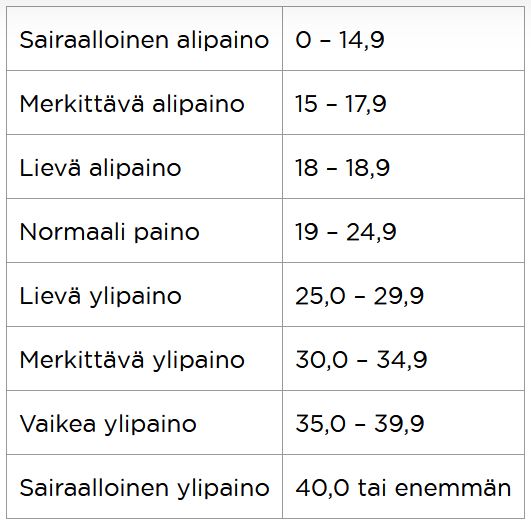 Sairaalloinen alipaino 0 – 14,9
Merkittävä alipaino 15 – 17,9
Lievä alipaino 18 – 18,9
Normaali paino 19 – 24,9
Lievä ylipaino 25,0 – 29,9
Merkittävä ylipaino 30,0 – 34,9
Vaikea ylipaino 35,0 – 39,9
Sairaalloinen ylipaino 40,0 tai enemmän